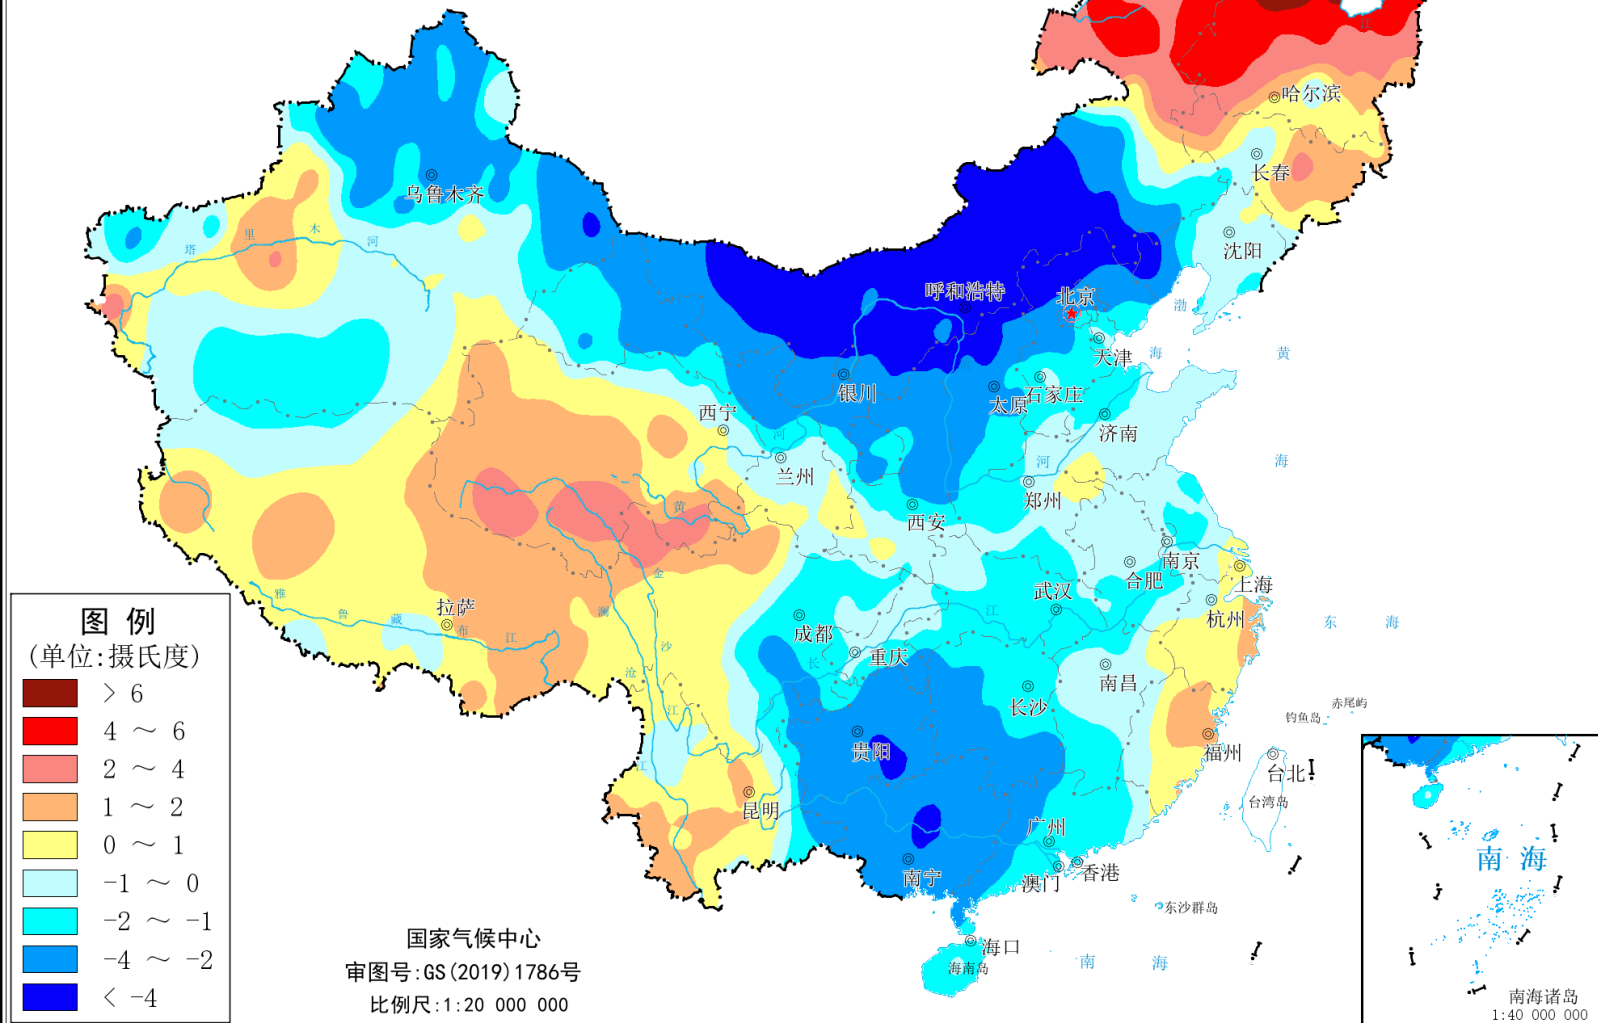 哈尔滨
长春
乌鲁木齐
塔
里
木
河
沈阳
呼和浩特
北京
渤
海
黄
海
天津
银川
太原
石家庄
西宁
济南
河
兰州
河
郑州
黄
西安
南京
合肥
上海
武汉
金
澜
杭州
江
拉萨
雅
鲁
藏
布
江
成都
沙
重庆
长
沧
江
南昌
东
海
长沙
赤尾屿
钓鱼岛
贵阳
福州
江
台北
台湾岛
昆明
广州
南宁
澳门
香港
东沙群岛
海口
海南岛
南
海
图 例
(单位:摄氏度)
> 6
4 ～ 6
2 ～ 4
1 ～ 2
0 ～ 1
-1 ～ 0
-2 ～ -1
-4 ～ -2
< -4
国家气候中心
审图号:GS(2019)1786号
比例尺:1:20 000 000
南 海
南海诸岛
1:40 000 000